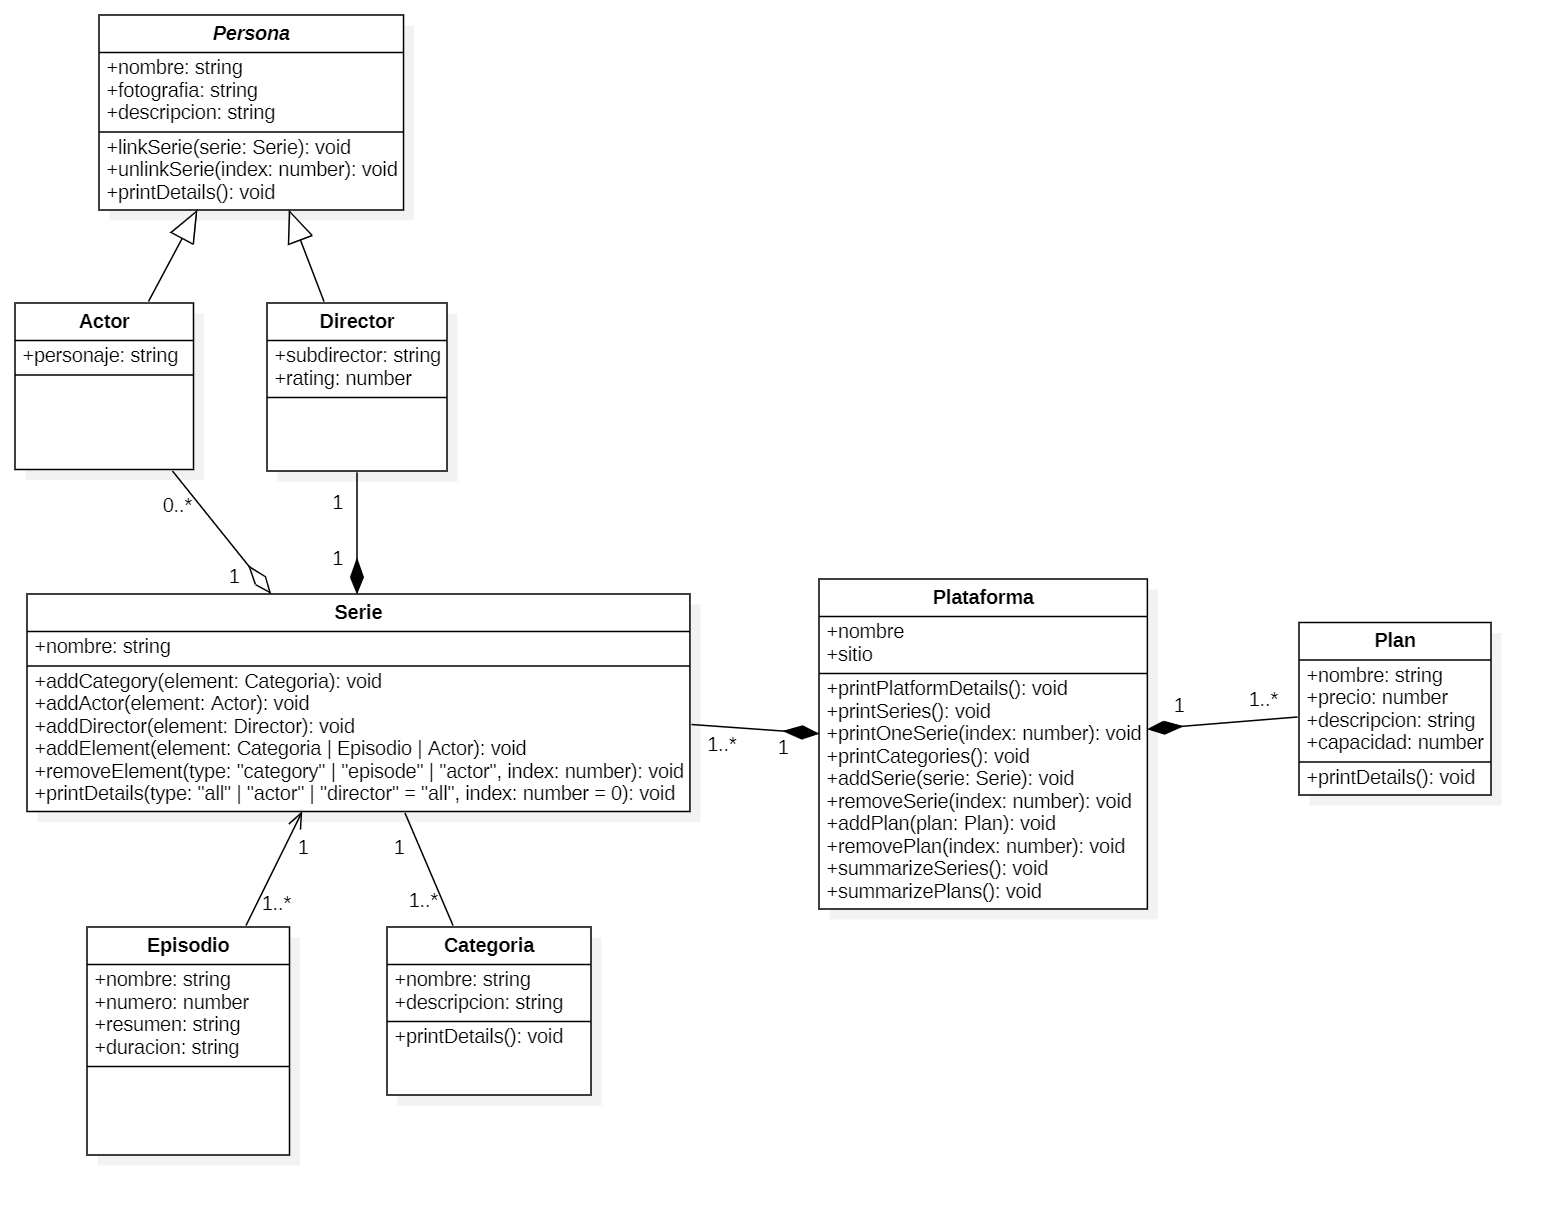 Persona
+nombre: string
+fotografia: string
+descripcion: string
+linkSerie(serie: Serie): void
+unlinkSerie(index: number): void
+printDetails(): void
Actor
+personaje: string
Director
+subdirector: string
+rating: number
0..*
1
1
1
Serie
+nombre: string
+addCategory(element: Categoria): void
+addActor(element: Actor): void
+addDirector(element: Director): void
+addElement(element: Categoria | Episodio | Actor): void
+removeElement(type: "category" | "episode" | "actor", index: number): void
+printDetails(type: "all" | "actor" | "director" = "all", index: number = 0): void
1..*
1
Plataforma
+nombre
+sitio
+printPlatformDetails(): void
+printSeries(): void
+printOneSerie(index: number): void
+printCategories(): void
+addSerie(serie: Serie): void
+removeSerie(index: number): void
+addPlan(plan: Plan): void
+removePlan(index: number): void
+summarizeSeries(): void
+summarizePlans(): void
1
1..*
Plan
+nombre: string
+precio: number
+descripcion: string
+capacidad: number
+printDetails(): void
1
1..*
1
1..*
Episodio
+nombre: string
+numero: number
+resumen: string
+duracion: string
Categoria
+nombre: string
+descripcion: string
+printDetails(): void